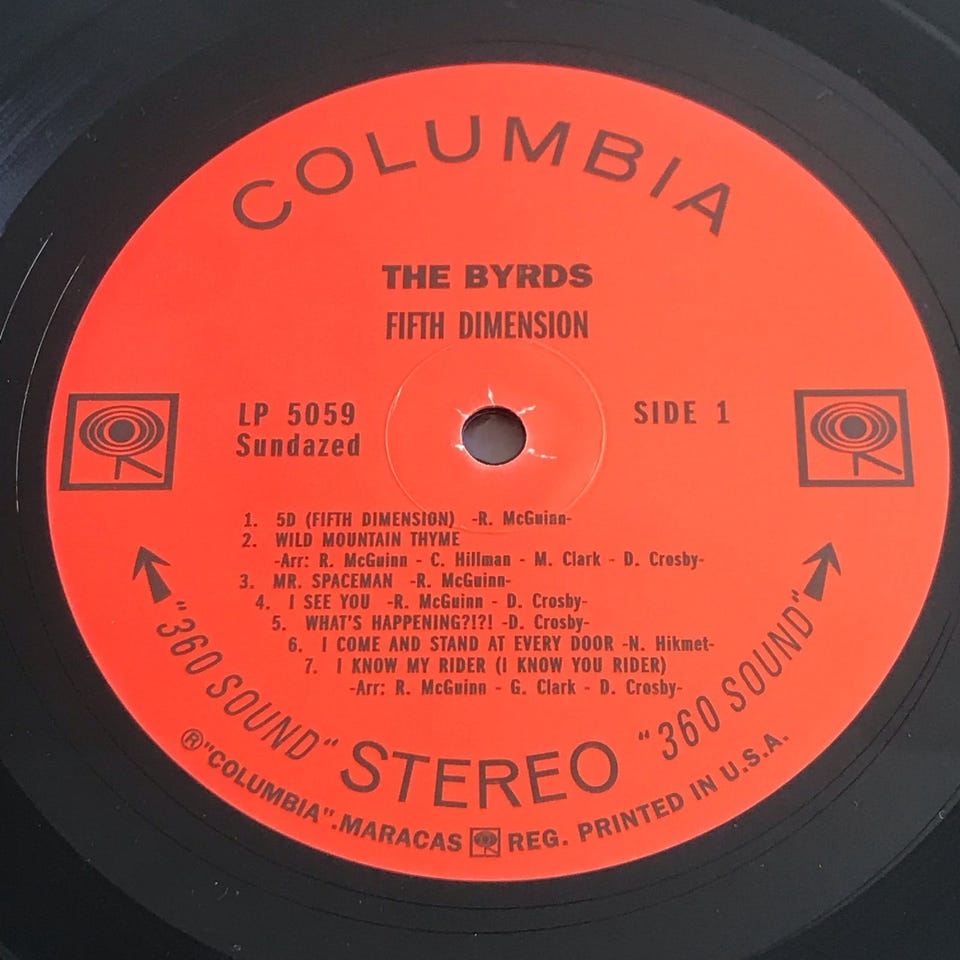 COLUMBIA
THE BYRDS
FIFTH DIMENSION
LP 5059
Sundazed
SIDE 1
1. 5D (FIFTH DIMENSION) -R. McGuinn-
2. WILD MOUNTAIN THYME
-Arr: R. McGuinn - C. Hillman - M. Clark - D. Crosby-
3. MR. SPACEMAN -R. McGuinn-
4. I SEE YOU -R. McGuinn - D. Crosby-
5. WHAT'S HAPPENING?!?! -D. Crosby-
6. I COME AND STAND AT EVERY DOOR -N. Hikmet-
7. I KNOW MY RIDER (I KNOW YOU RIDER)
-Arr: R. McGuinn - G. Clark - D. Crosby-
"360 SOUND" STEREO "360 SOUND"
®"COLUMBIA".MARACAS REG. PRINTED IN U.S.A.